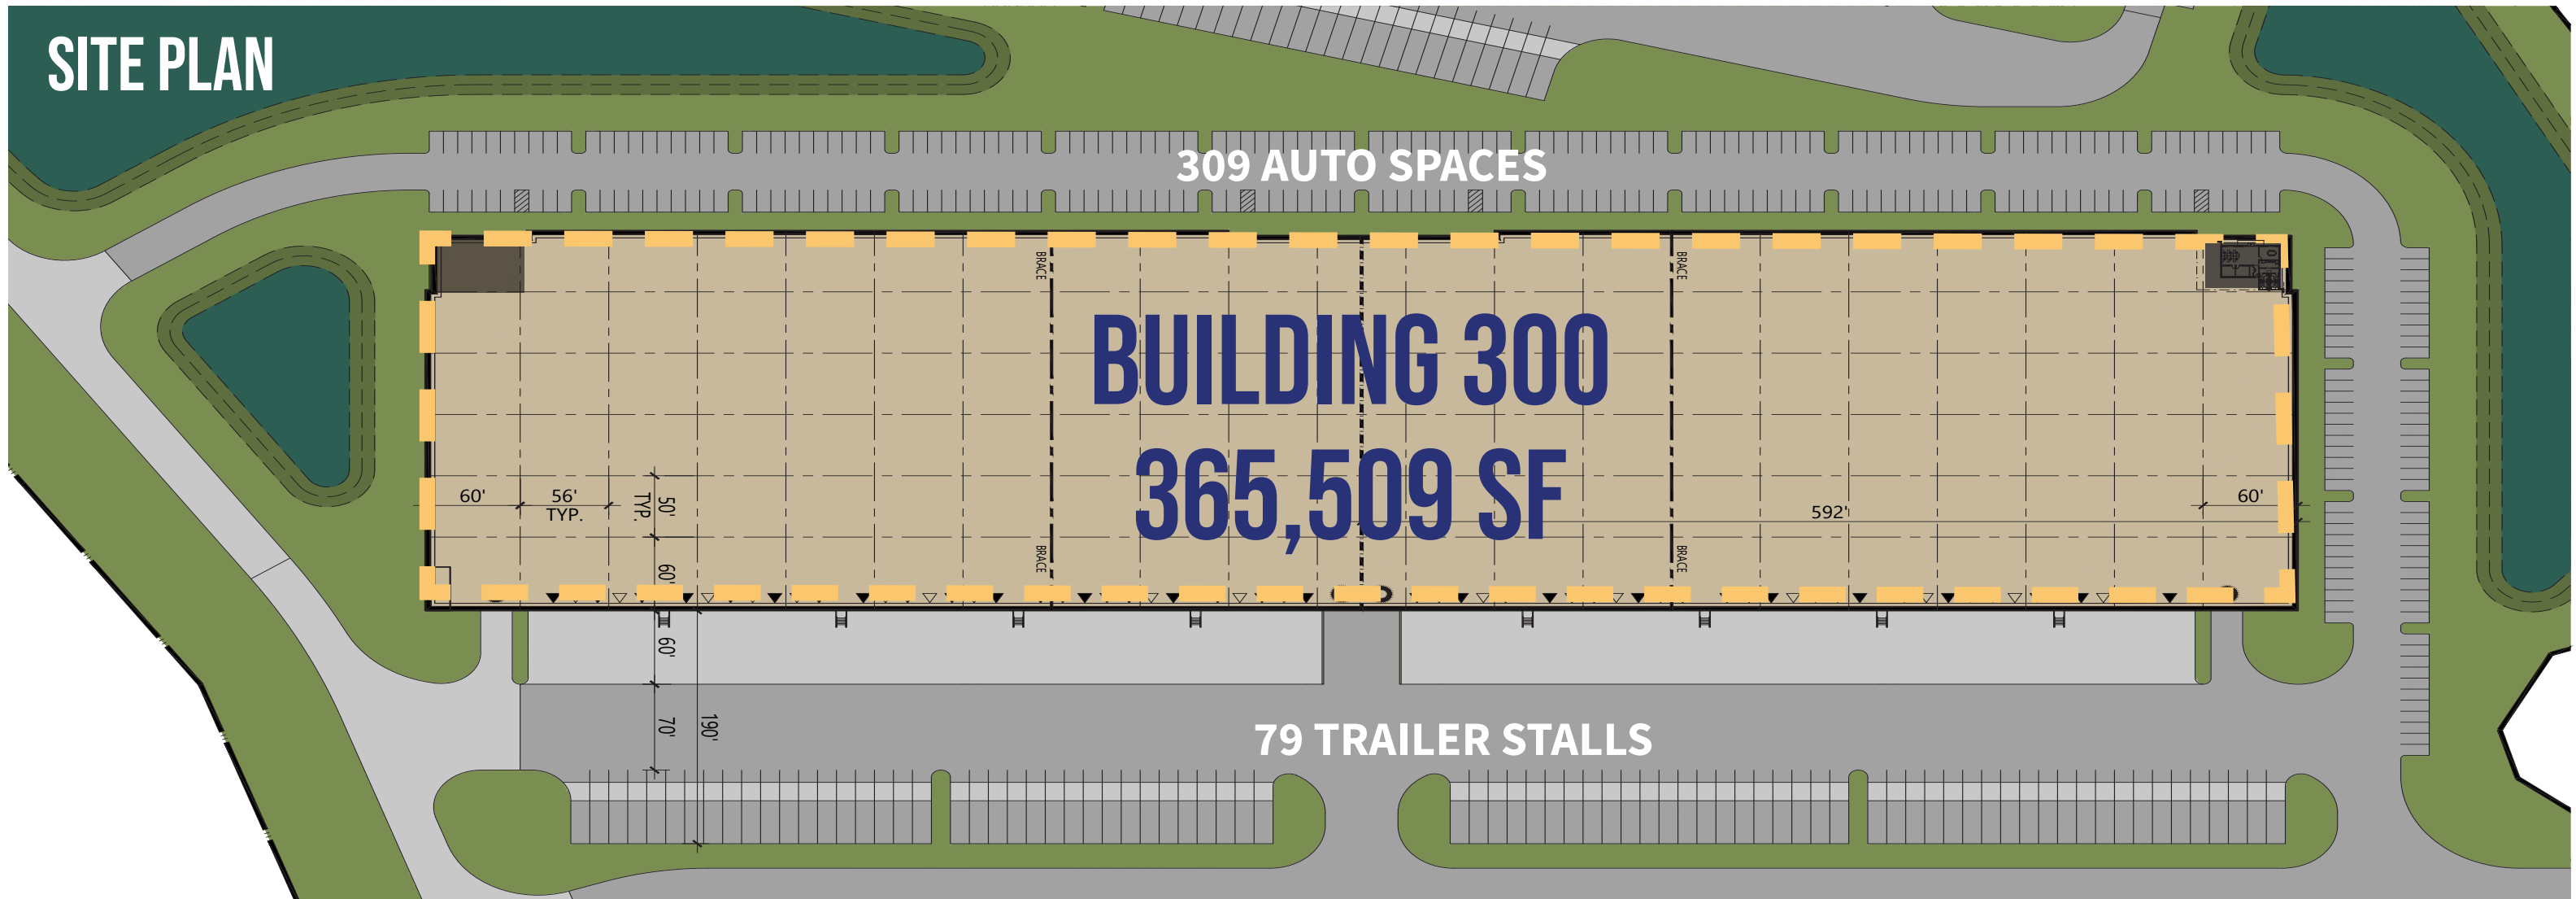 SITE PLAN
309 AUTO SPACES
BRACE
BRACE
BUILDING 300
365,509 SF
60'
56'
TYP.
50'
TYP.
592'
60'
BRACE
BRACE
60'
60'
70'
190'
79 TRAILER STALLS